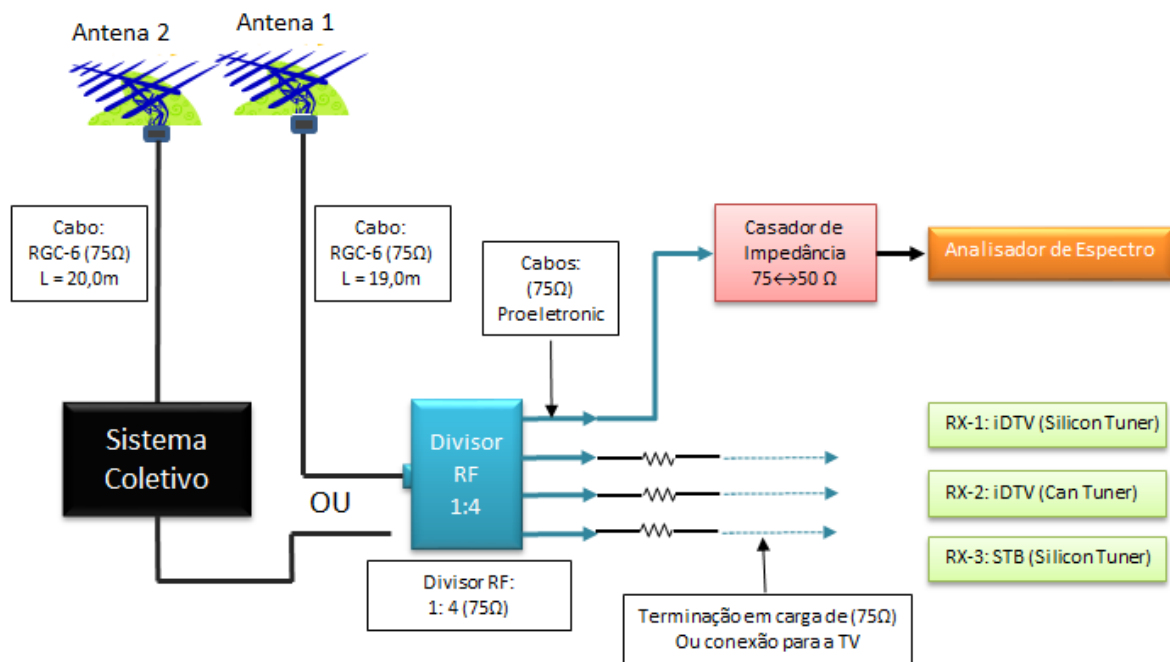 Antena 2
Antena 1
Cabo:
RGC-6 (75Ω)
L = 20,0m
Cabo:
RGC-6 (75Ω)
L = 19,0m
Cabos:
(75Ω)
Proeletronic
Casador de
Impedância
75↔50 Ω
Analisador de Espectro
Sistema
Coletivo
OU
Divisor
RF
1:4
Divisor RF:
1: 4 (75Ω)
RX-1: iDTV (Silicon Tuner)
RX-2: iDTV (Can Tuner)
RX-3: STB (Silicon Tuner)
Terminação em carga de (75Ω)
Ou conexão para a TV